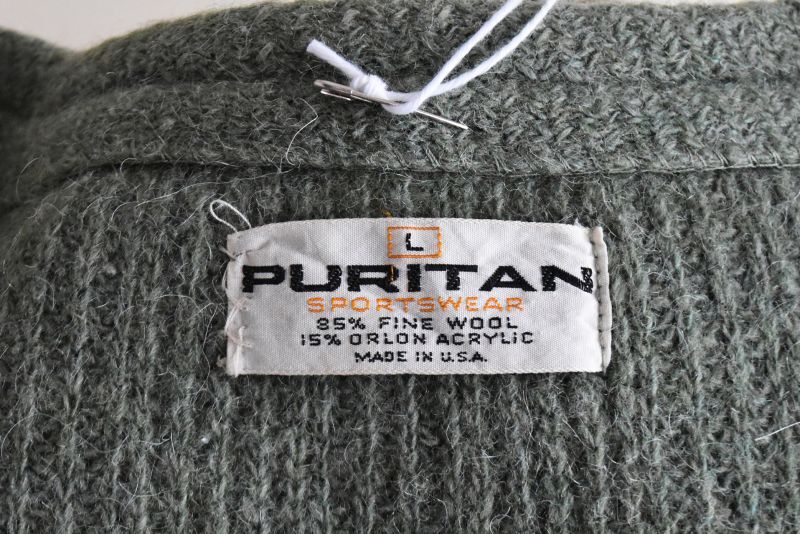 L
PURITAN
SPORTSWEAR
85% FINE WOOL
15% ORLON ACRYLIC
MADE IN U.S.A.